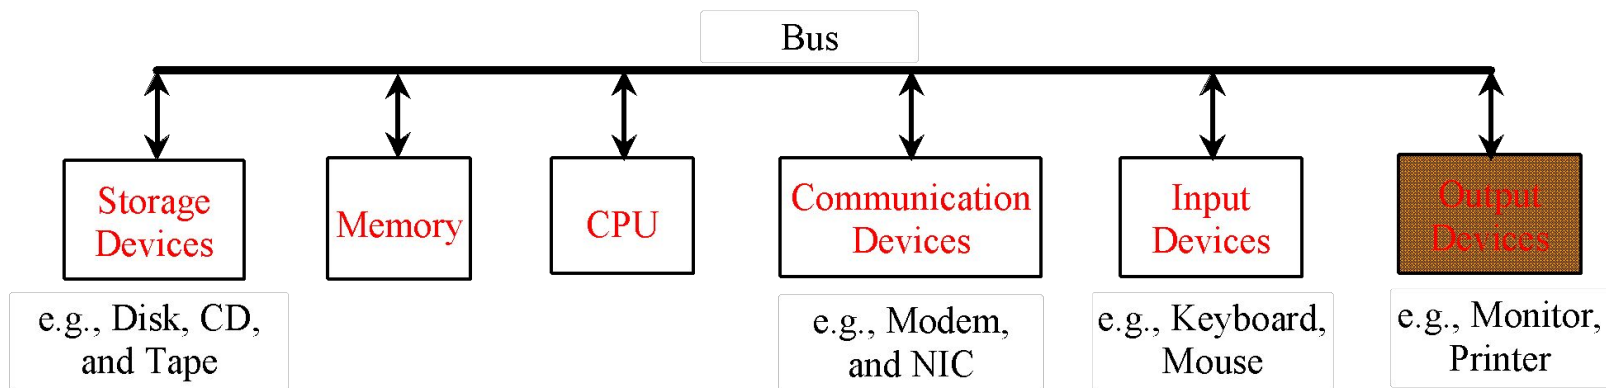 Bus
Storage
Devices
Memory
CPU
Communication
Devices
Input
Devices
Output
Devices
e.g., Disk, CD,
and Tape
e.g., Modem,
and NIC
e.g., Keyboard,
Mouse
e.g., Monitor,
Printer